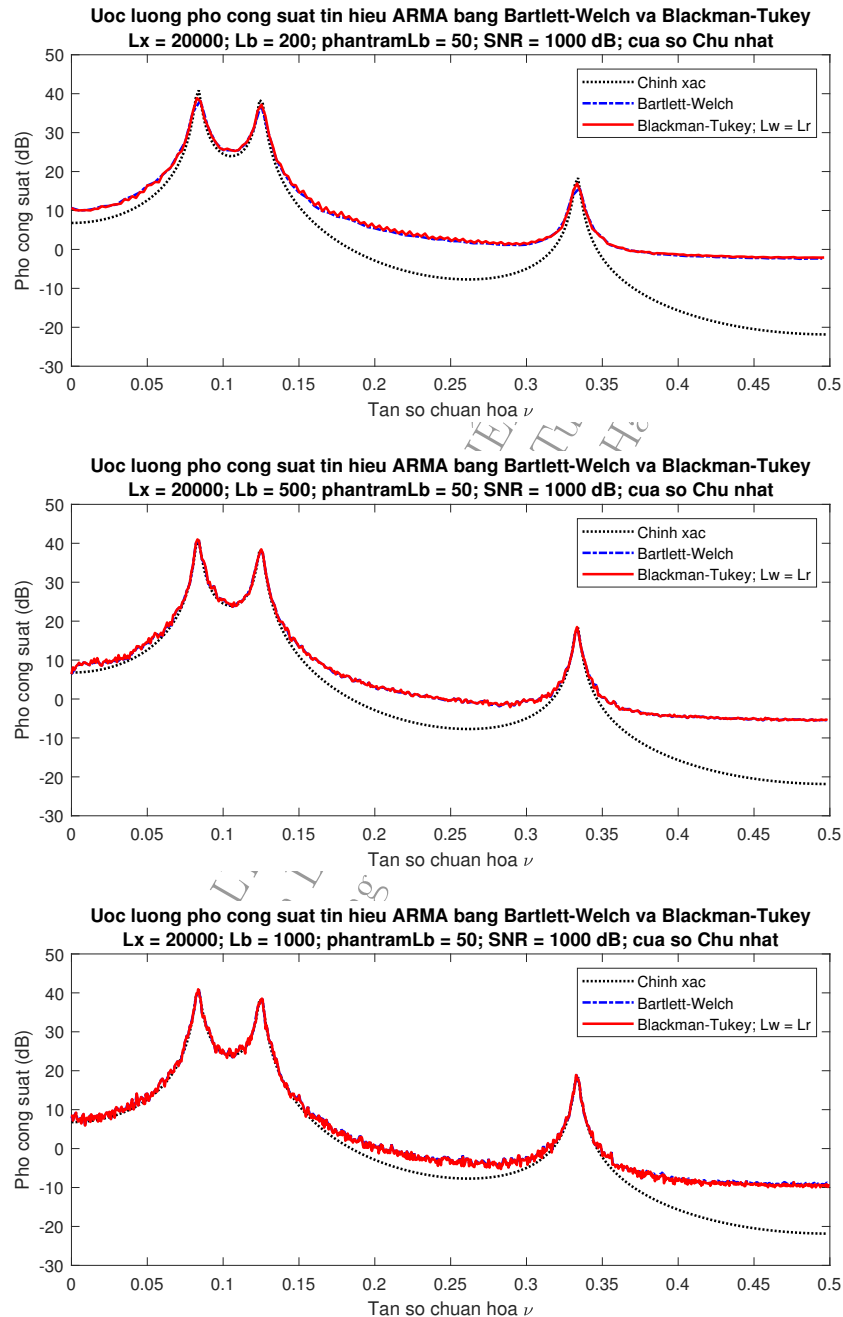 Uoc luong pho cong suat tin hieu ARMA bang Bartlett-Welch va Blackman-Tukey
Lx = 20000; Lb = 200; phantramLb = 50; SNR = 1000 dB; cua so Chu nhat
50
40
30
20
10
0
-10
-20
-30
Pho cong suat (dB)
Chinh xac
Bartlett-Welch
Blackman-Tukey; Lw = Lr
0 0.05 0.1 0.15 0.2 0.25 0.3 0.35 0.4 0.45 0.5
Tan so chuan hoa ν
Uoc luong pho cong suat tin hieu ARMA bang Bartlett-Welch va Blackman-Tukey
Lx = 20000; Lb = 500; phantramLb = 50; SNR = 1000 dB; cua so Chu nhat
50
40
30
20
10
0
-10
-20
-30
Pho cong suat (dB)
Chinh xac
Bartlett-Welch
Blackman-Tukey; Lw = Lr
0 0.05 0.1 0.15 0.2 0.25 0.3 0.35 0.4 0.45 0.5
Tan so chuan hoa ν
Uoc luong pho cong suat tin hieu ARMA bang Bartlett-Welch va Blackman-Tukey
Lx = 20000; Lb = 1000; phantramLb = 50; SNR = 1000 dB; cua so Chu nhat
50
40
30
20
10
0
-10
-20
-30
Pho cong suat (dB)
Chinh xac
Bartlett-Welch
Blackman-Tukey; Lw = Lr
0 0.05 0.1 0.15 0.2 0.25 0.3 0.35 0.4 0.45 0.5
Tan so chuan hoa ν